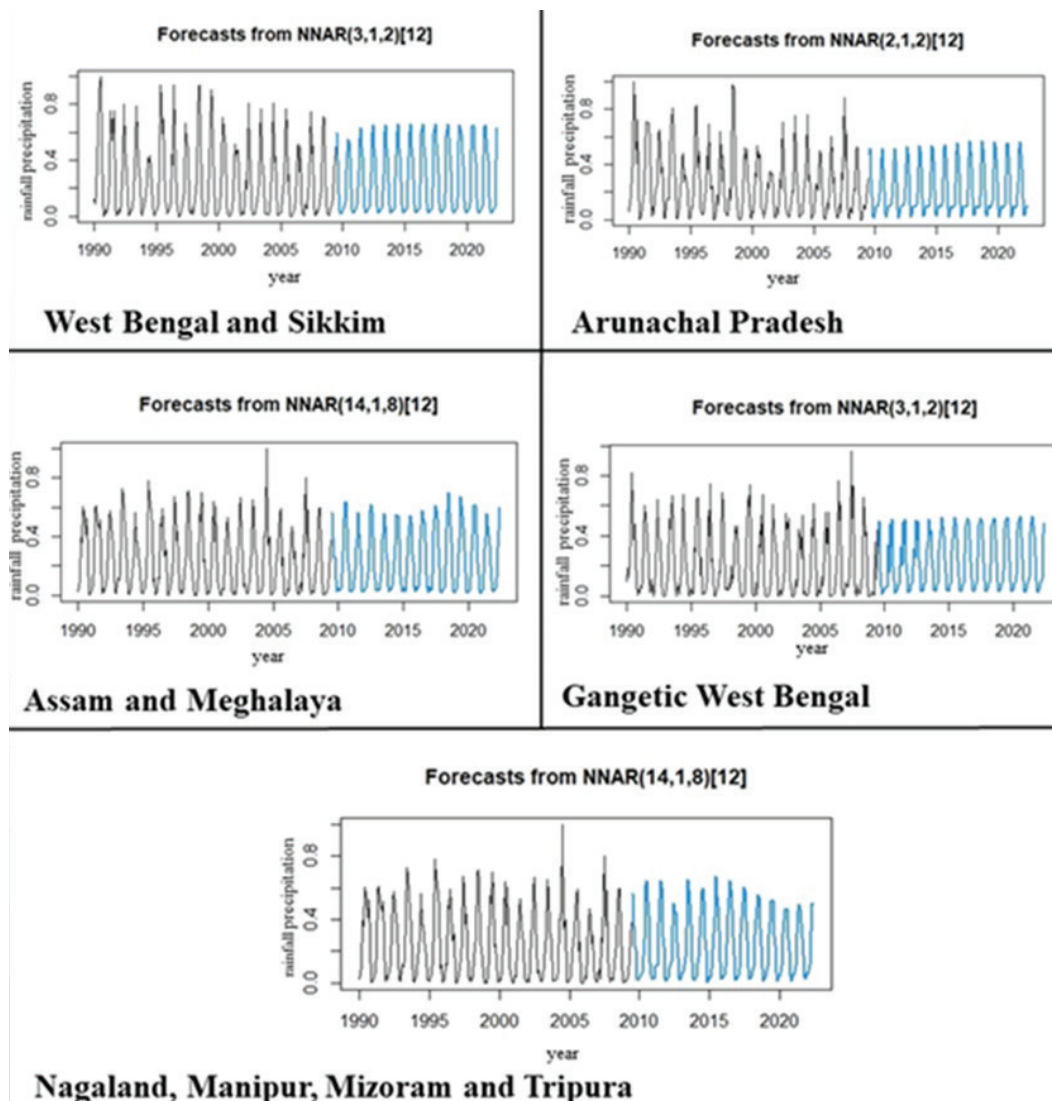 Forecasts from NNAR(3,1,2)[12]
rainfall precipitation
0.0 0.4 0.8
1990 1995 2000 2005 2010 2015 2020
year
West Bengal and Sikkim
Forecasts from NNAR(2,1,2)[12]
rainfall precipitation
0.0 0.4 0.8
1990 1995 2000 2005 2010 2015 2020
year
Arunachal Pradesh
Forecasts from NNAR(14,1,8)[12]
rainfall precipitation
0.0 0.4 0.8
1990 1995 2000 2005 2010 2015 2020
year
Assam and Meghalaya
Forecasts from NNAR(3,1,2)[12]
rainfall precipitation
0.0 0.4 0.8
1990 1995 2000 2005 2010 2015 2020
year
Gangetic West Bengal
Forecasts from NNAR(14,1,8)[12]
rainfall precipitation
0.0 0.4 0.8
1990 1995 2000 2005 2010 2015 2020
year
Nagaland, Manipur, Mizoram and Tripura